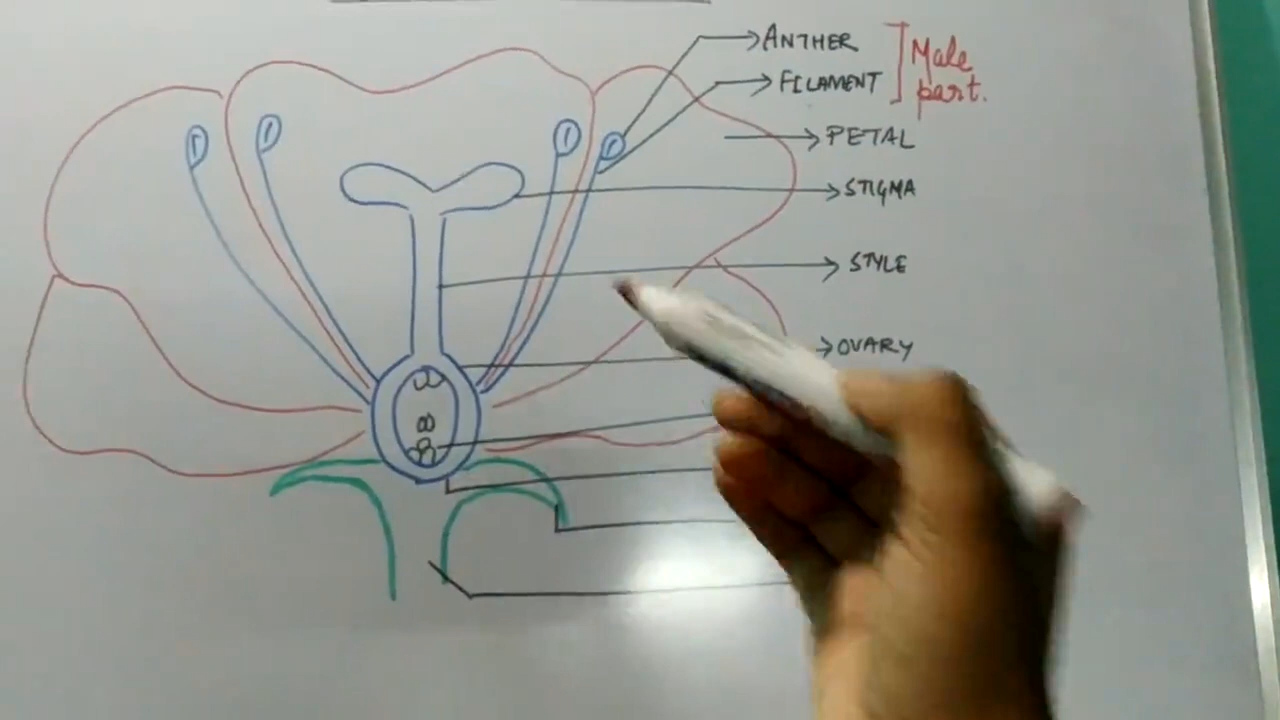 ANTHER
FILAMENT
Male
part.
PETAL
STIGMA
STYLE
OVARY